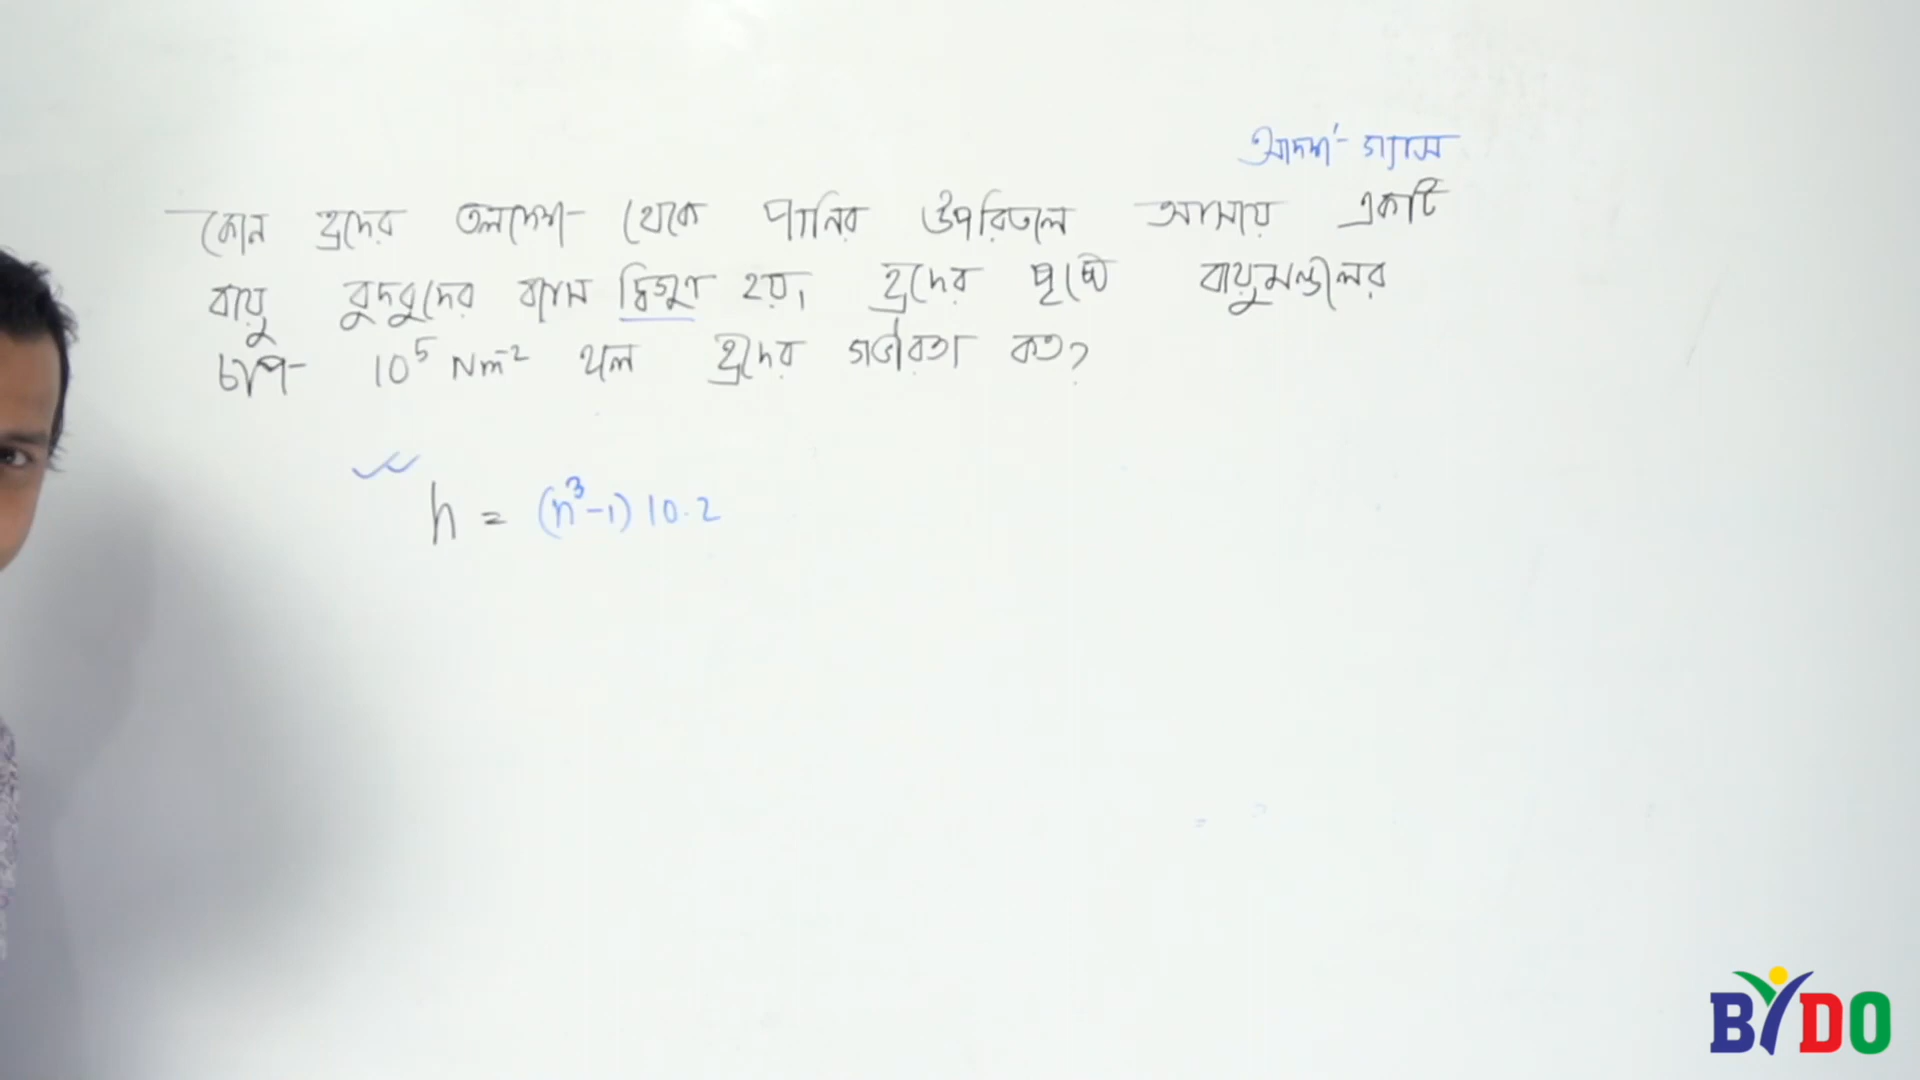 আদর্শ গ্যাস
কোন হ্রদের তলদেশ থেকে পানির উপরিতলে আসায় একটি
বায়ু বুদবুদের ব্যাস দ্বিগুণ হয়। হ্রদের পৃষ্ঠে বায়ুমন্ডলের
চাপ 10⁵ Nm⁻² হলে হ্রদের গভীরতা কত?
h = (n³-1) 10.2
BYDO